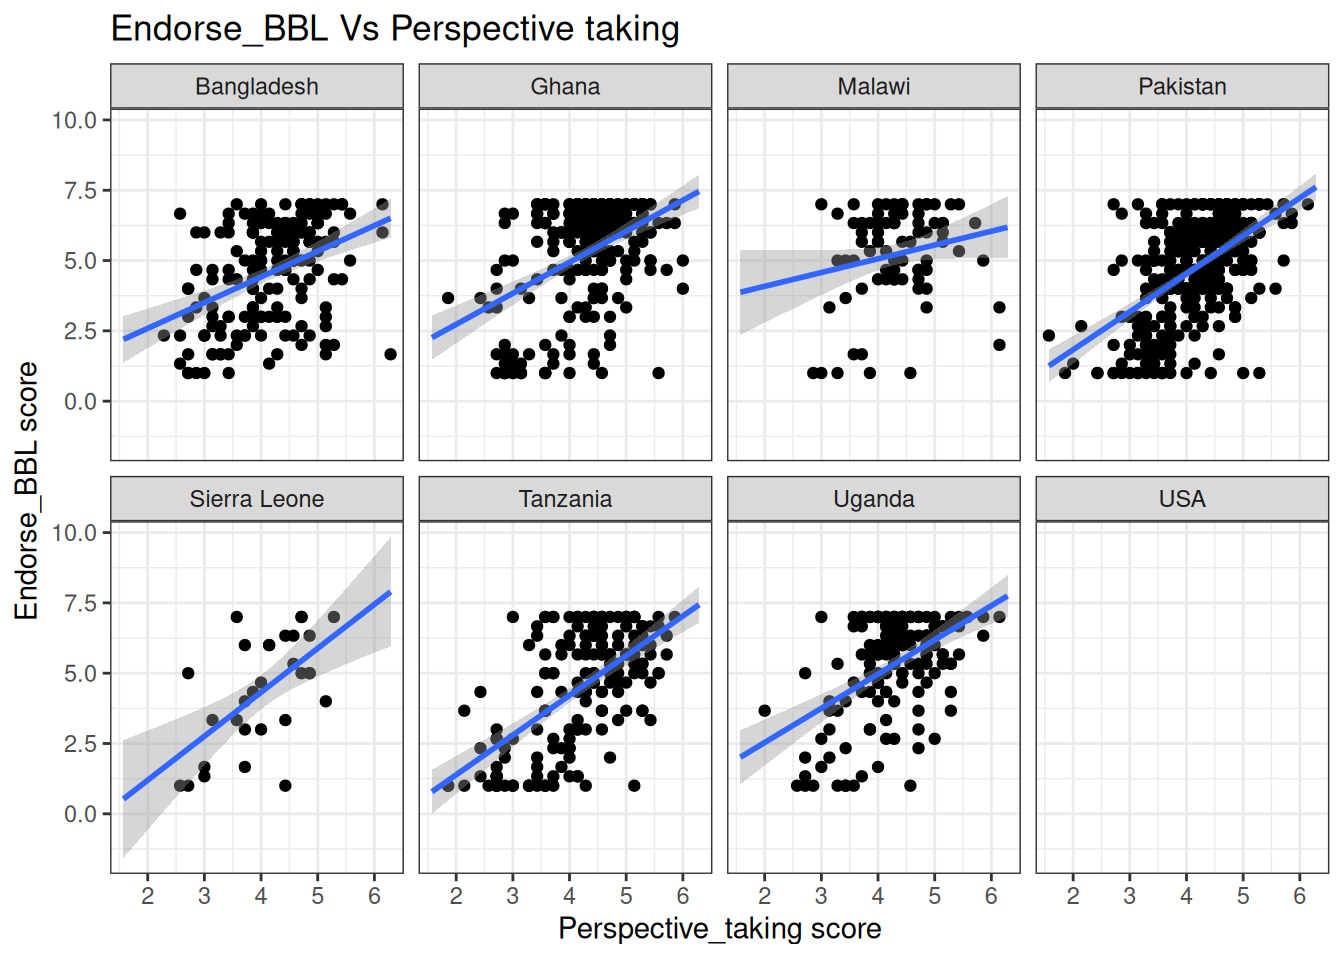 Endorse_BBL Vs Perspective taking
Bangladesh Ghana Malawi Pakistan
10.0
7.5
5.0
2.5
0.0
Sierra Leone Tanzania Uganda USA
10.0
7.5
5.0
2.5
0.0
2 3 4 5 6 2 3 4 5 6 2 3 4 5 6 2 3 4 5 6
Perspective_taking score
Endorse_BBL score